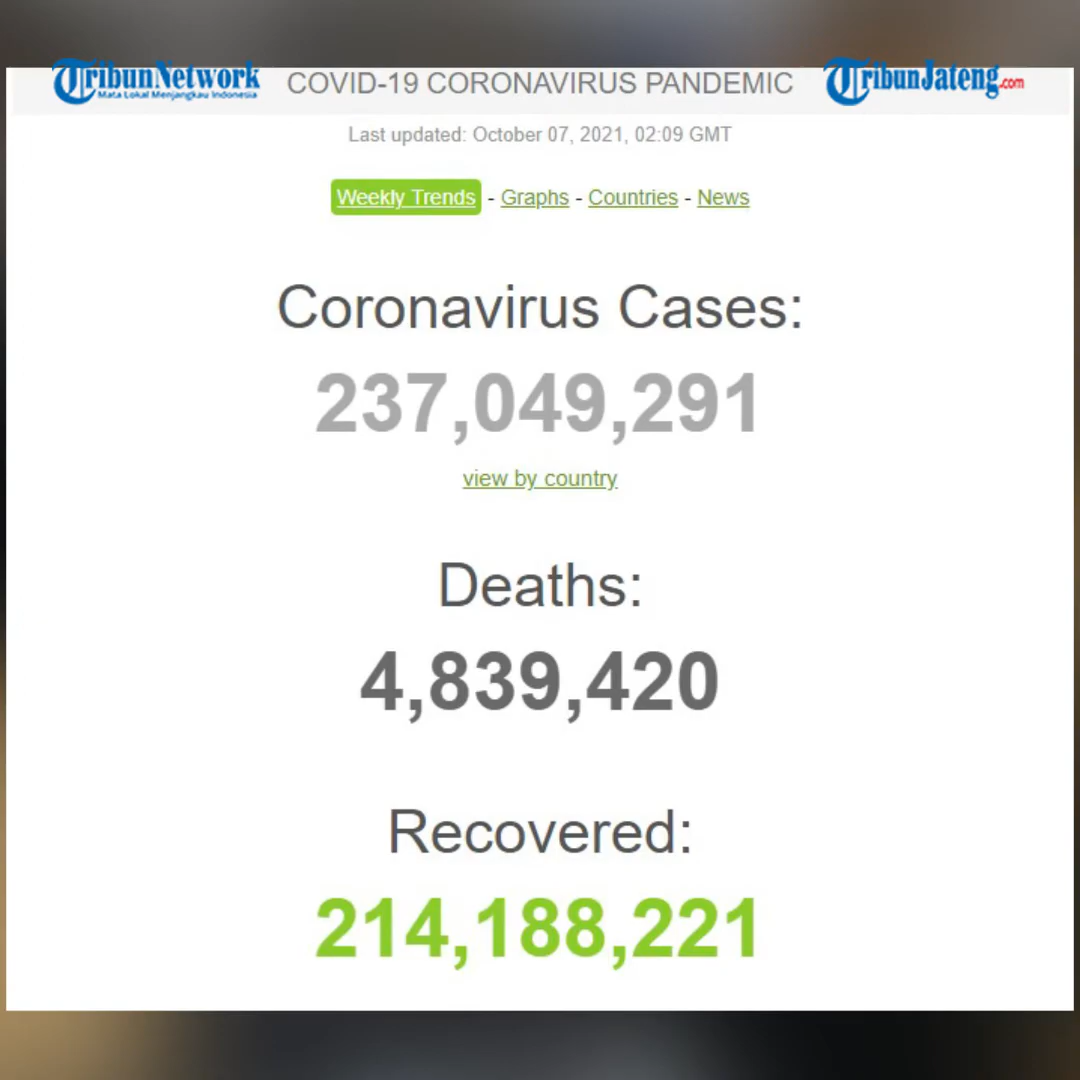 Tribun Network
Mata Lokal Menjangkau Indonesia
COVID-19 CORONAVIRUS PANDEMIC
TribunJateng.com
Last updated: October 07, 2021, 02:09 GMT
Weekly Trends - Graphs - Countries - News
Coronavirus Cases:
237,049,291
view by country
Deaths:
4,839,420
Recovered:
214,188,221